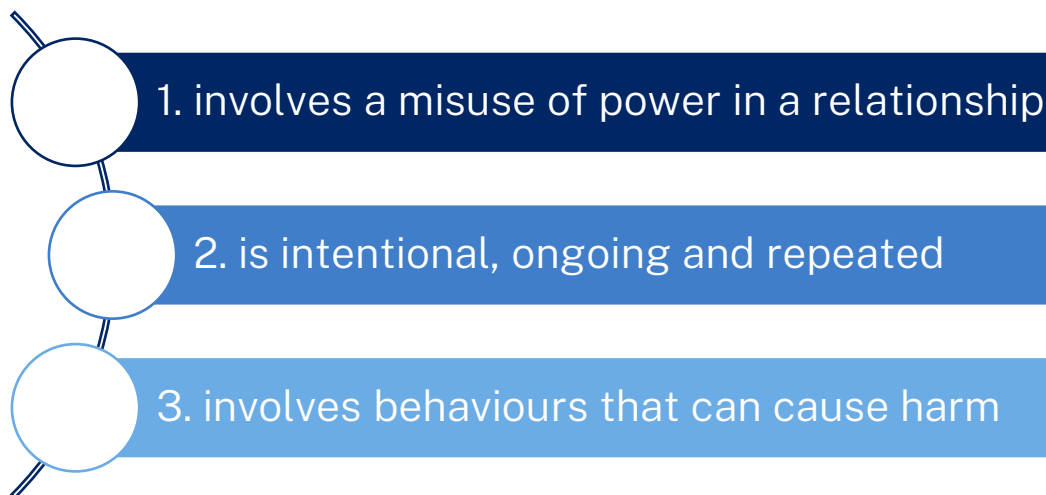 1. involves a misuse of power in a relationship
2. is intentional, ongoing and repeated
3. involves behaviours that can cause harm